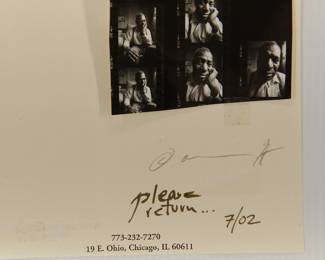 please
return...
7/02
773-232-7270
19 E. Ohio, Chicago, IL 60611